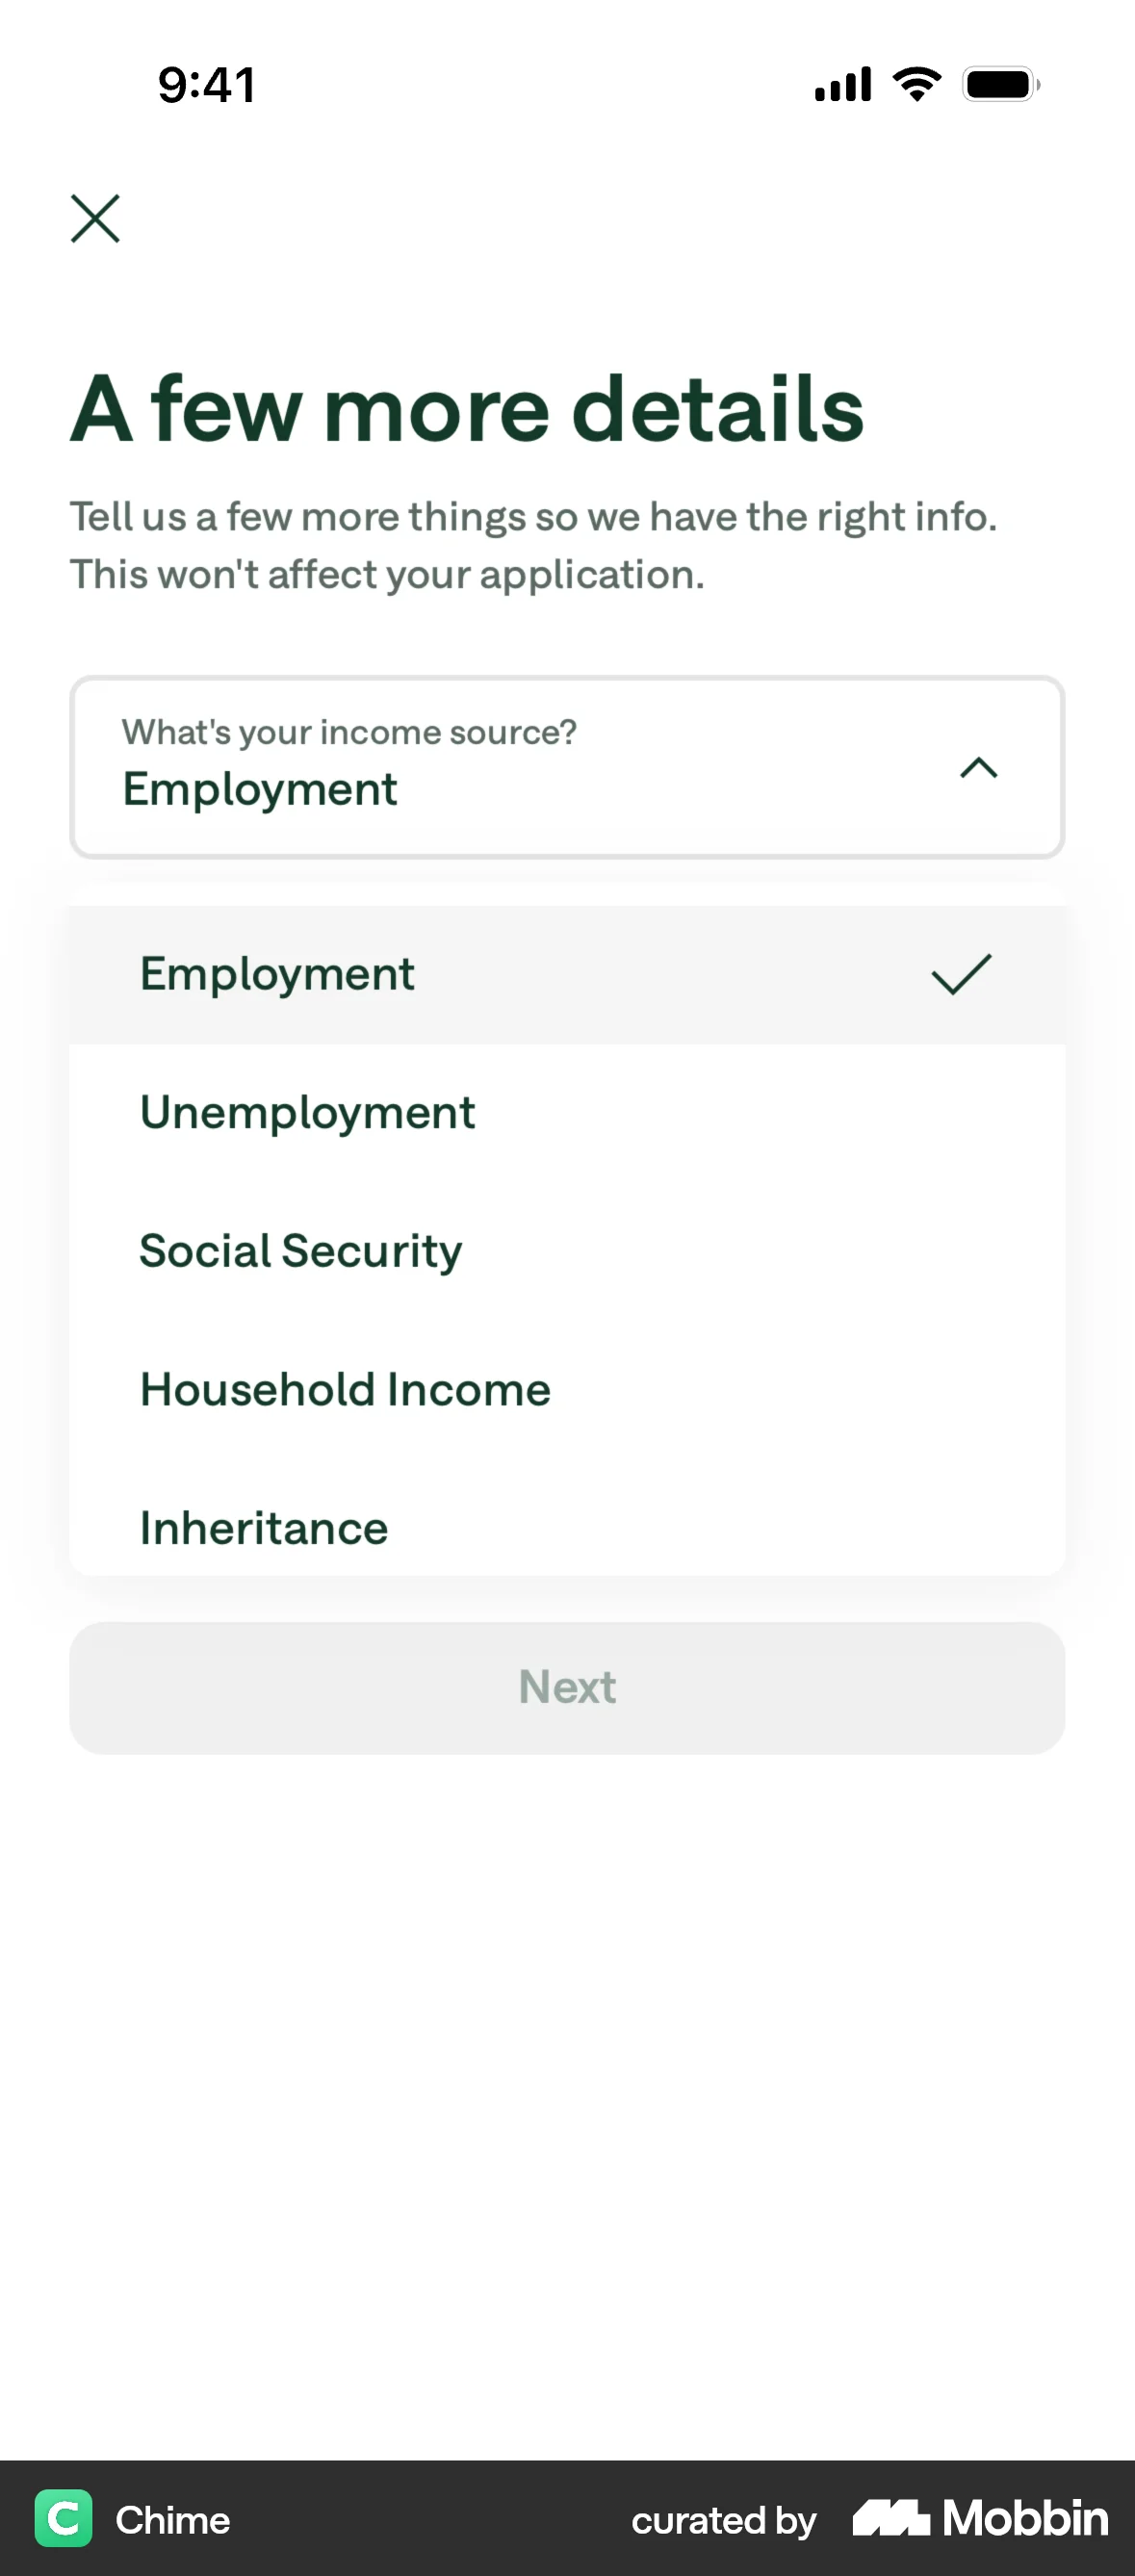 9:41
A few more details
Tell us a few more things so we have the right info.
This won't affect your application.
What's your income source?
Employment
Employment
Unemployment
Social Security
Household Income
Inheritance
Next
C Chime
curated by Mobbin